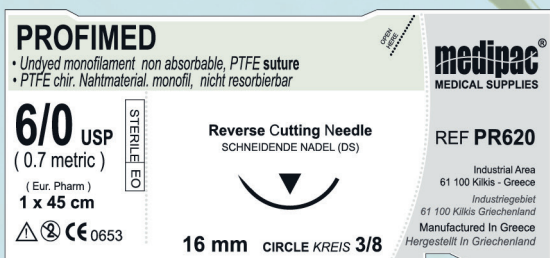 PROFIMED
• Undyed monofilament non absorbable, PTFE suture
• PTFE chir. Nahtmaterial. monofil, nicht resorbierbar
OPEN HERE
medipac®
MEDICAL SUPPLIES
6/0 USP
( 0.7 metric )
( Eur. Pharm )
1 x 45 cm
STERILE EO
2
CE 0653
Reverse Cutting Needle
SCHNEIDENDE NADEL (DS)
16 mm CIRCLE KREIS 3/8
REF PR620
Industrial Area
61 100 Kilkis - Greece
Industriegebiet
61 100 Kilkis Griechenland
Manufactured In Greece
Hergestellt In Griechenland